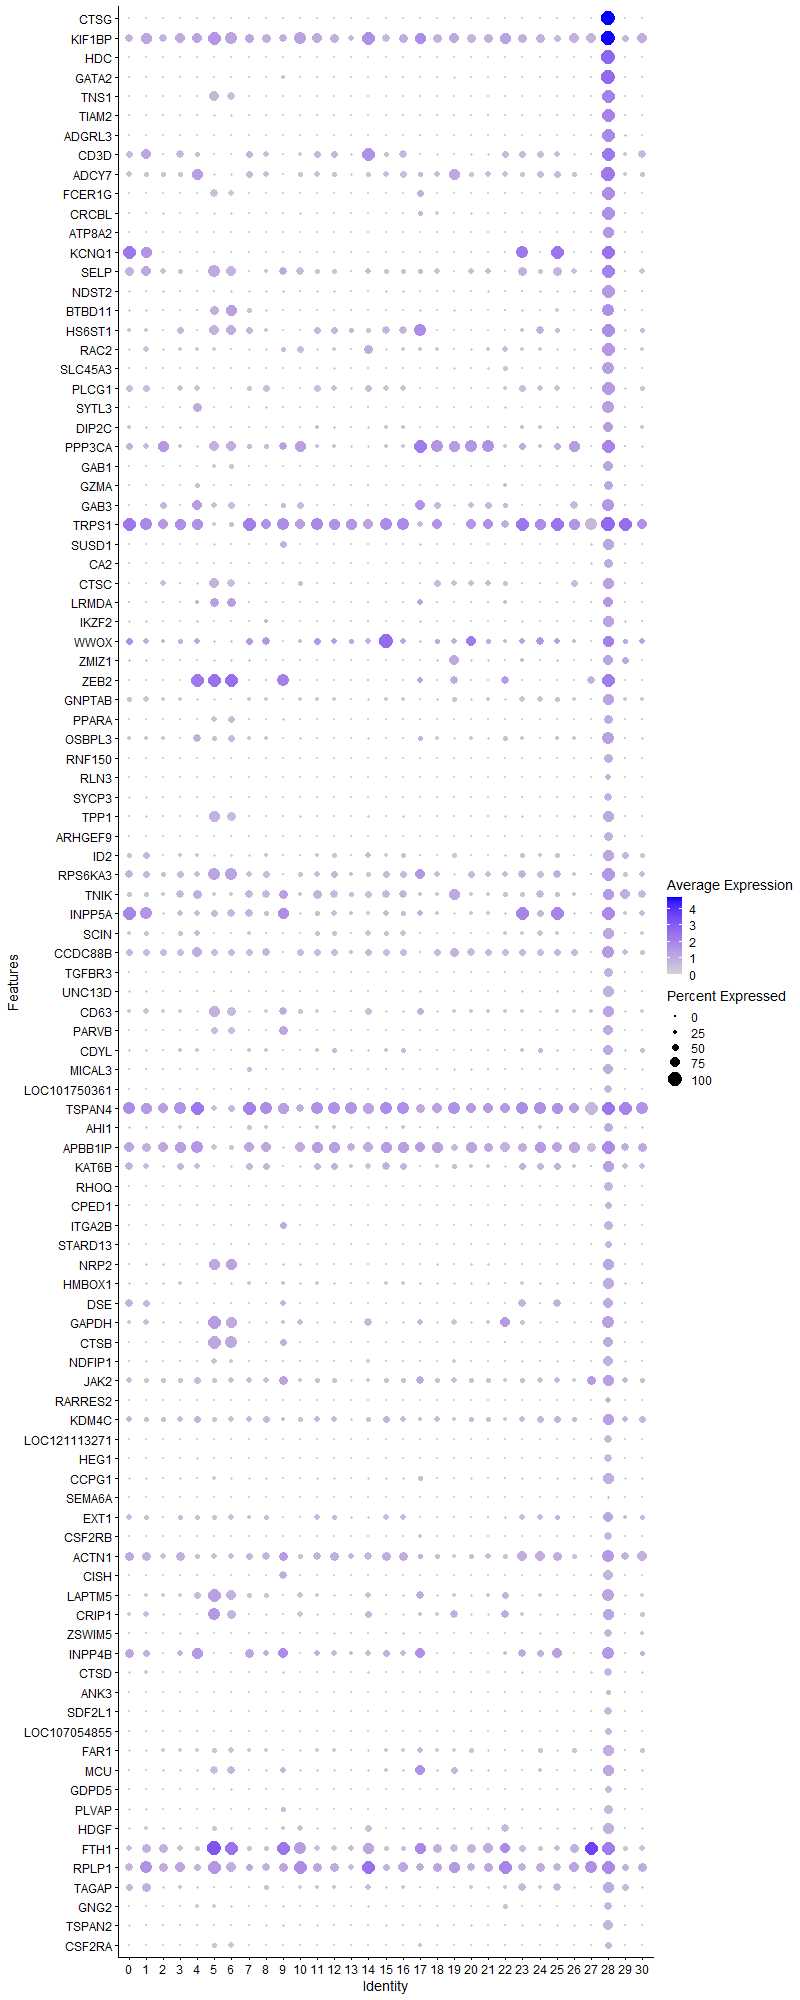 CTSG
KIF1BP
HDC
GATA2
TNS1
TIAM2
ADGRL3
CD3D
ADCY7
FCER1G
CRCBL
ATP8A2
KCNQ1
SELP
NDST2
BTBD11
HS6ST1
RAC2
SLC45A3
PLCG1
SYTL3
DIP2C
PPP3CA
GAB1
GZMA
GAB3
TRPS1
SUSD1
CA2
CTSC
LRMDA
IKZF2
WWOX
ZMIZ1
ZEB2
GNPTAB
PPARA
OSBPL3
RNF150
RLN3
SYCP3
TPP1
ARHGEF9
ID2
RPS6KA3
TNIK
INPP5A
SCIN
CCDC88B
TGFBR3
UNC13D
CD63
PARVB
CDYL
MICAL3
LOC101750361
TSPAN4
AHI1
APBB1IP
KAT6B
RHOQ
CPED1
ITGA2B
STARD13
NRP2
HMBOX1
DSE
GAPDH
CTSB
NDFIP1
JAK2
RARRES2
KDM4C
LOC121113271
HEG1
CCPG1
SEMA6A
EXT1
CSF2RB
ACTN1
CISH
LAPTM5
CRIP1
ZSWIM5
INPP4B
CTSD
ANK3
SDF2L1
LOC107054855
FAR1
MCU
GDPD5
PLVAP
HDGF
FTH1
RPLP1
TAGAP
GNG2
TSPAN2
CSF2RA
Features
0 1 2 3 4 5 6 7 8 9 10 11 12 13 14 15 16 17 18 19 20 21 22 23 24 25 26 27 28 29 30
Identity
Average Expression
4
3
2
1
0
Percent Expressed
0
25
50
75
100